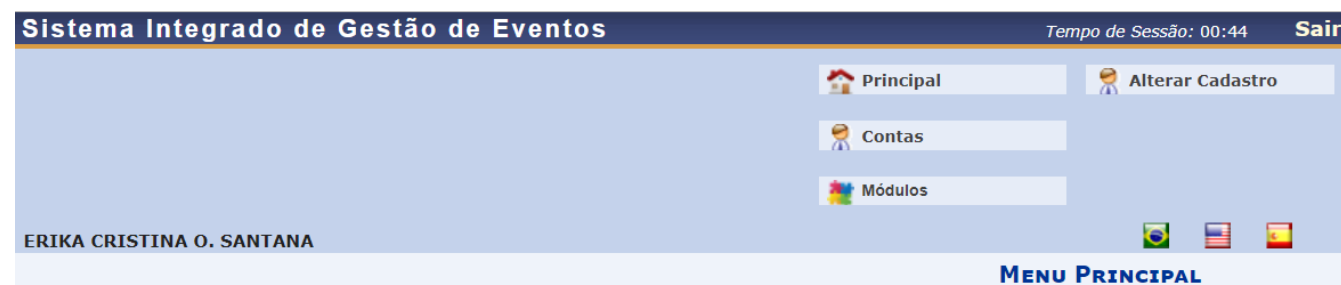 Sistema Integrado de Gestão de Eventos Tempo de Sessão: 00:44 Sair
Principal Alterar Cadastro
Contas
Módulos
ERIKA CRISTINA O. SANTANA
MENU PRINCIPAL